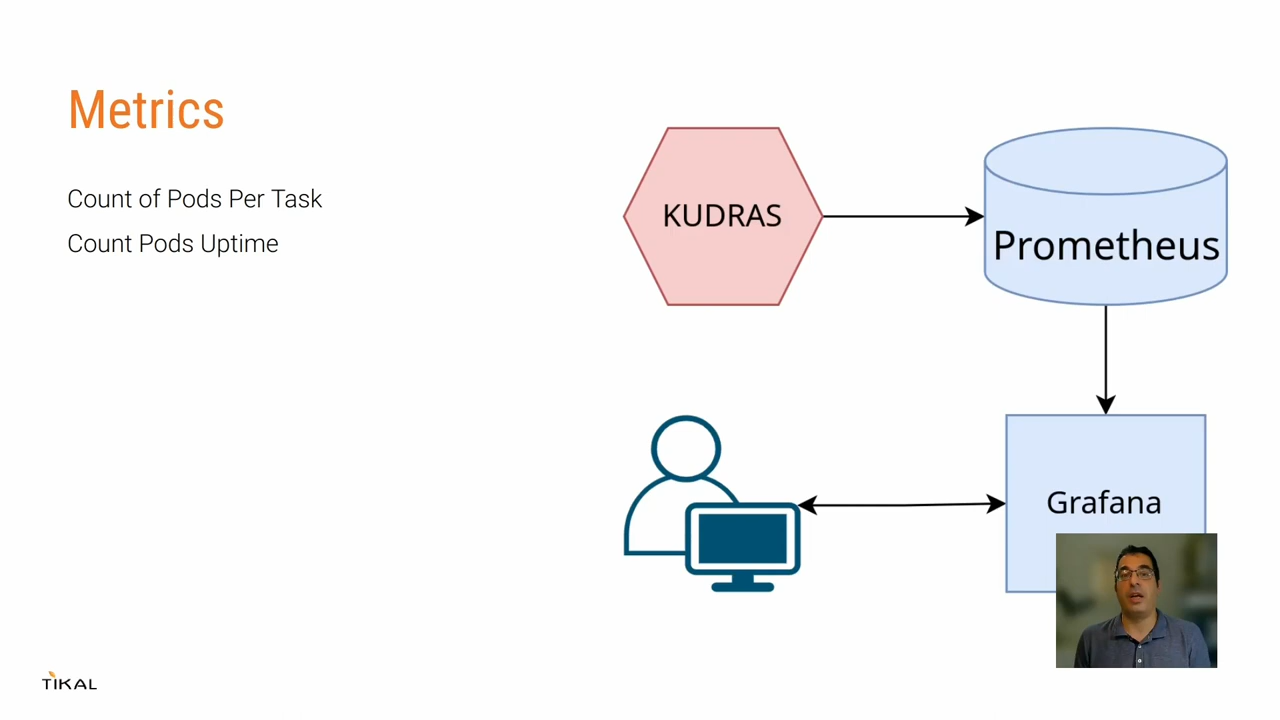 Metrics
Count of Pods Per Task
Count Pods Uptime
KUDRAS
Prometheus
Grafana
TIKAL